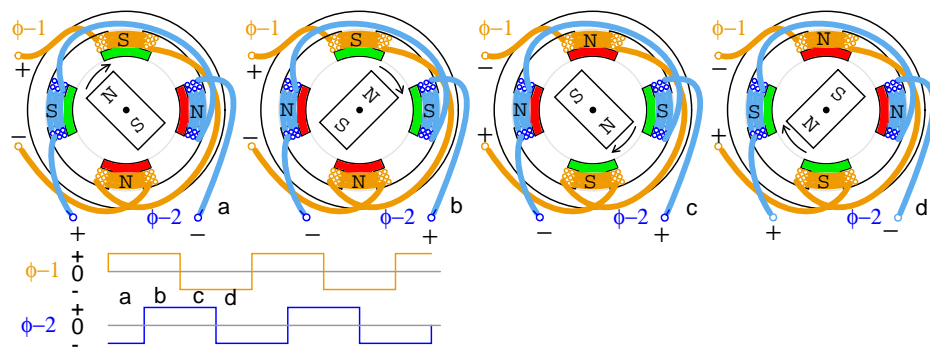 ϕ−1 ϕ−1 ϕ−1 ϕ−1
S S N N
+ + − −
N N N N
S N N S S S S N
S S S N
− − + +
N N S S
ϕ−2 a ϕ−2 b ϕ−2 c ϕ−2 d
+ − − + − + + −
+
ϕ−1 0
-
a b c d
+
ϕ−2 0
-